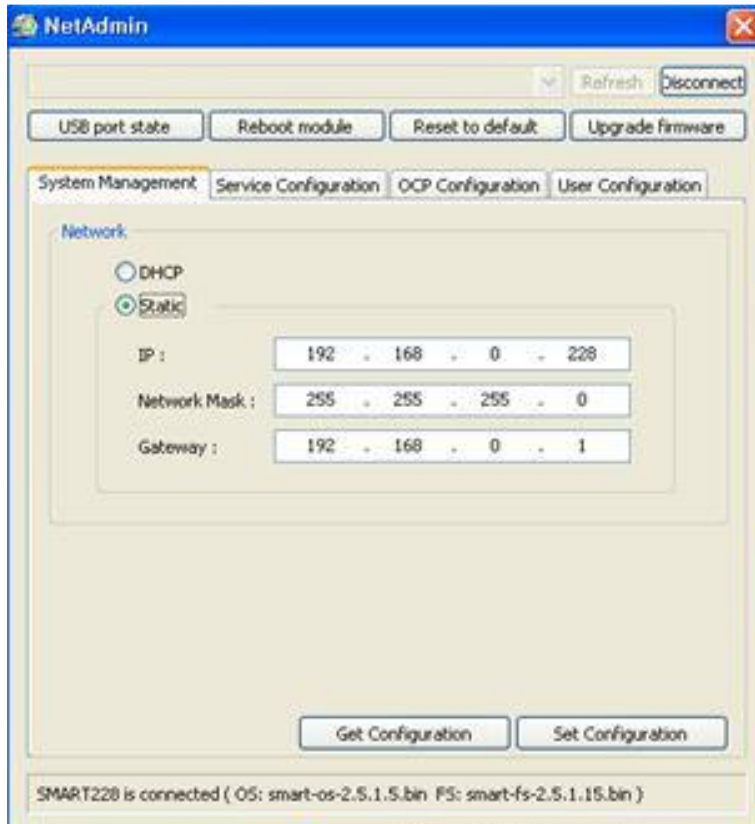 NetAdmin
Refresh Disconnect
USB port state Reboot module Reset to default Upgrade firmware
System Management Service Configuration OCP Configuration User Configuration
Network
DHCP
Static
IP : 192 . 168 . 0 . 228
Network Mask : 255 . 255 . 255 . 0
Gateway : 192 . 168 . 0 . 1
Get Configuration Set Configuration
SMART228 is connected ( OS: smart-os-2.5.1.5.bin FS: smart-fs-2.5.1.15.bin )